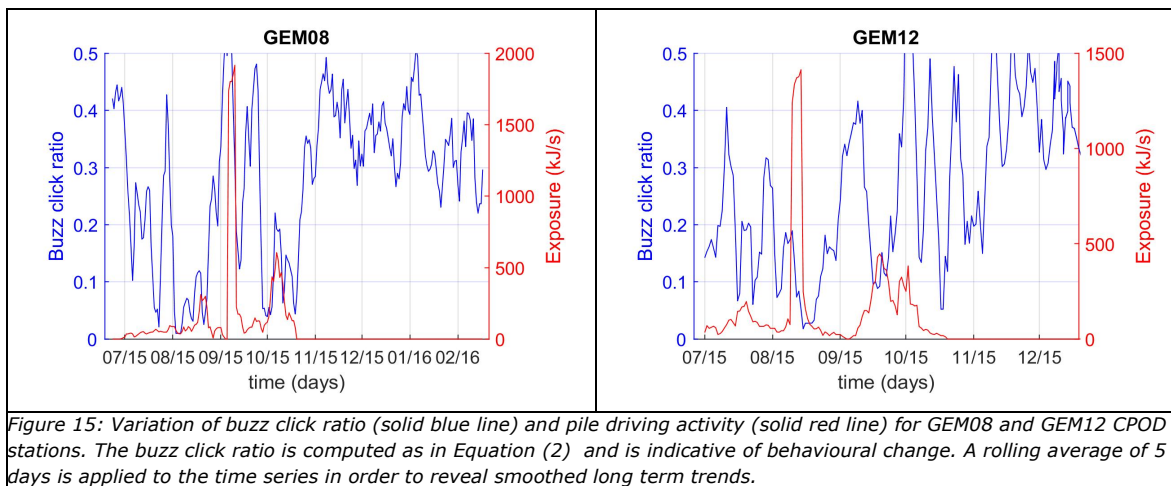 GEM08
0.5
0.4
0.3
0.2
0.1
0
Buzz click ratio
2000
1500
1000
500
0
Exposure (kJ/s)
07/15 08/15 09/15 10/15 11/15 12/15 01/16 02/16
time (days)
GEM12
0.5
0.4
0.3
0.2
0.1
0
Buzz click ratio
1500
1000
500
0
Exposure (kJ/s)
07/15 08/15 09/15 10/15 11/15 12/15
time (days)
Figure 15: Variation of buzz click ratio (solid blue line) and pile driving activity (solid red line) for GEM08 and GEM12 CPOD
stations. The buzz click ratio is computed as in Equation (2) and is indicative of behavioural change. A rolling average of 5
days is applied to the time series in order to reveal smoothed long term trends.